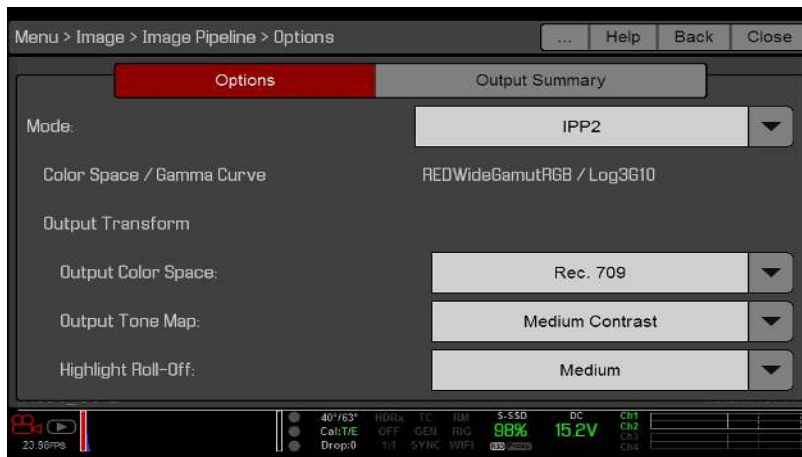 Menu > Image > Image Pipeline > Options ... Help Back Close
Options Output Summary
Mode: IPP2
Color Space / Gamma Curve REDWideGamutRGB / Log3G10
Output Transform
Output Color Space: Rec. 709
Output Tone Map: Medium Contrast
Highlight Roll-Off: Medium
40°/63° HDRx TC RM S-SSD DC Ch1
Cal:T/E OFF GEN RIG 98% 15.2V Ch2
Ch3
23.98FPS Drop:0 1:1 SYNC WIFI R3D Ch4